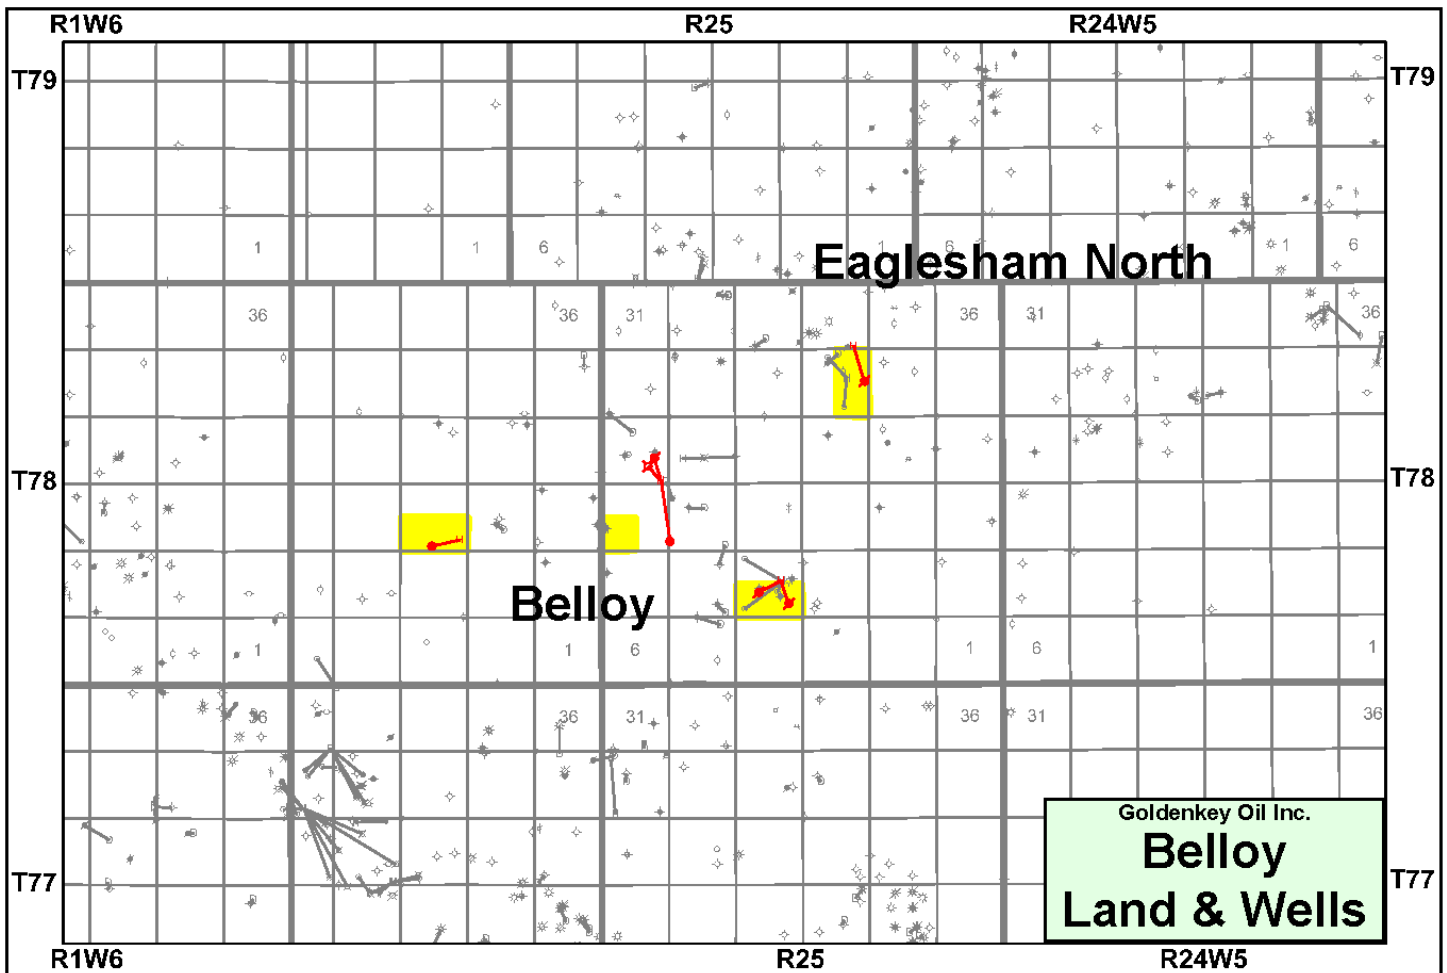 R1W6 R25 R24W5
T79 T79
1 1 6 1 6 1 6
Eaglesham North
36 36 31 36 31 36
T78 T78
Belloy
1 1 6 1 6 1
36 36 31 36 31 36
Goldenkey Oil Inc.
Belloy
Land & Wells
T77 T77
R1W6 R25 R24W5